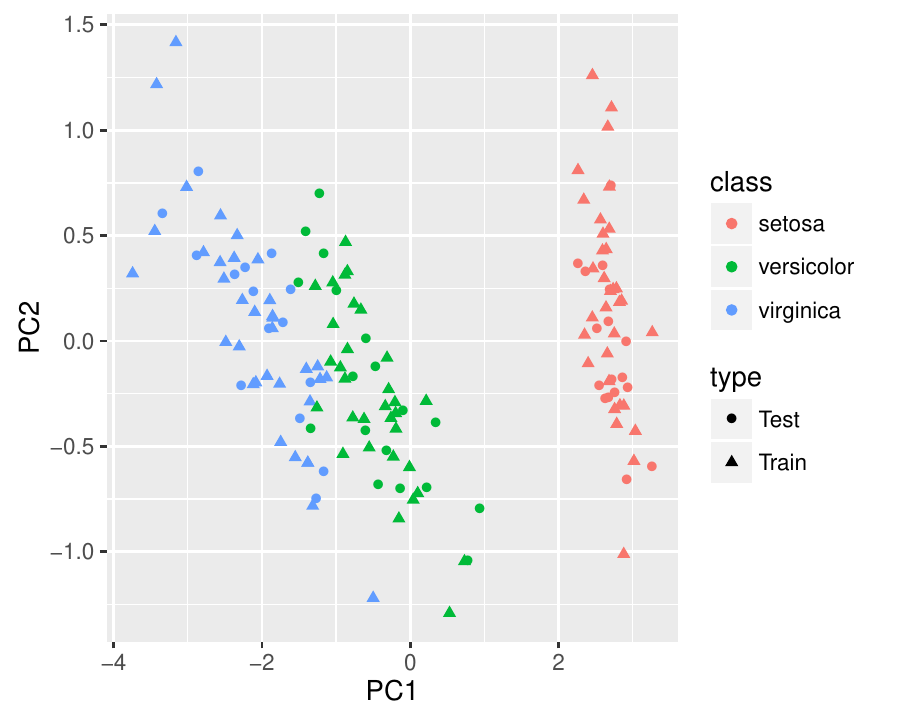 1.5
1.0
0.5
0.0
−0.5
−1.0
PC2
−4
−2
0
2
PC1
class
setosa
versicolor
virginica
type
Test
Train